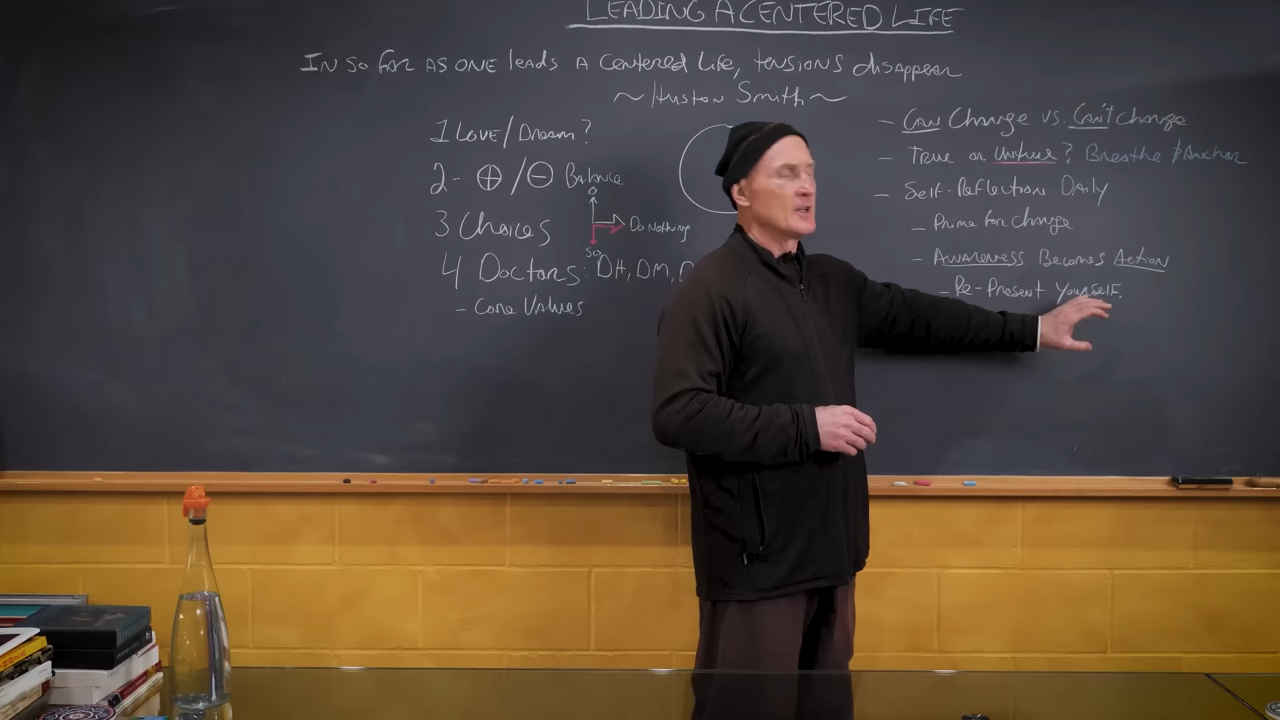 LEADING A CENTERED LIFE
IN SO FAR AS ONE leads A Centered Life, tensions disappear
~ Huston Smith ~
1 Love/Dream?
2- ⊕/⊖ Balance
3 Choices
O
Do Nothing
SO
4 Doctors: DH, DM, D
- Core Values
- Can Change vs. Can't Change
- True or Untrue? Breathe & Anchor
- Self-Reflection Daily
- Prime for Change
- Awareness Becomes Action
- Re-Present Yourself.